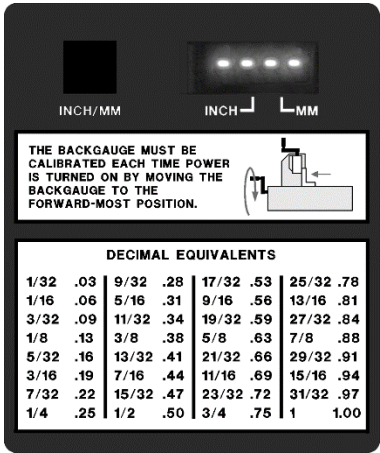 INCH/MM
INCH MM
THE BACKGAUGE MUST BE
CALIBRATED EACH TIME POWER
IS TURNED ON BY MOVING THE
BACKGAUGE TO THE
FORWARD-MOST POSITION.
DECIMAL EQUIVALENTS
1/32 .03 9/32 .28 17/32 .53 25/32 .78
1/16 .06 5/16 .31 9/16 .56 13/16 .81
3/32 .09 11/32 .34 19/32 .59 27/32 .84
1/8 .13 3/8 .38 5/8 .63 7/8 .88
5/32 .16 13/32 .41 21/32 .66 29/32 .91
3/16 .19 7/16 .44 11/16 .69 15/16 .94
7/32 .22 15/32 .47 23/32 .72 31/32 .97
1/4 .25 1/2 .50 3/4 .75 1 1.00